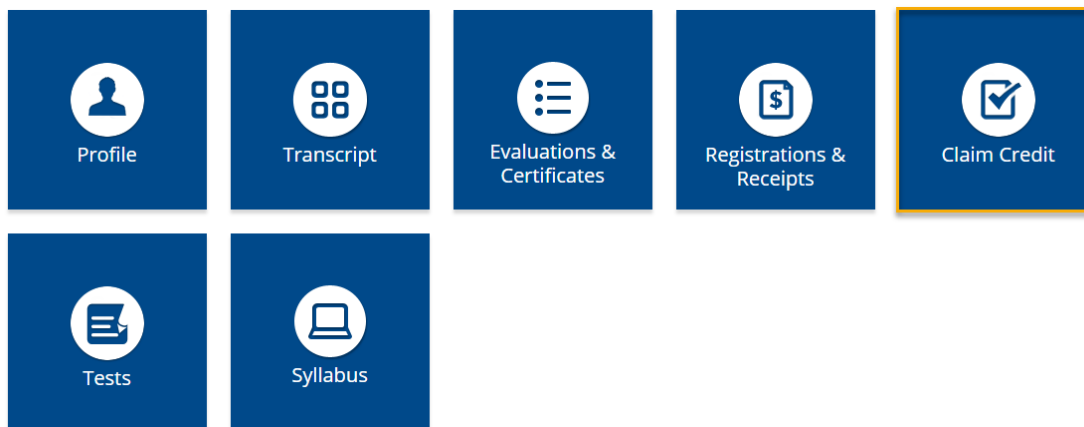 Profile
Transcript
Evaluations &
Certificates
Registrations &
Receipts
Claim Credit
Tests
Syllabus